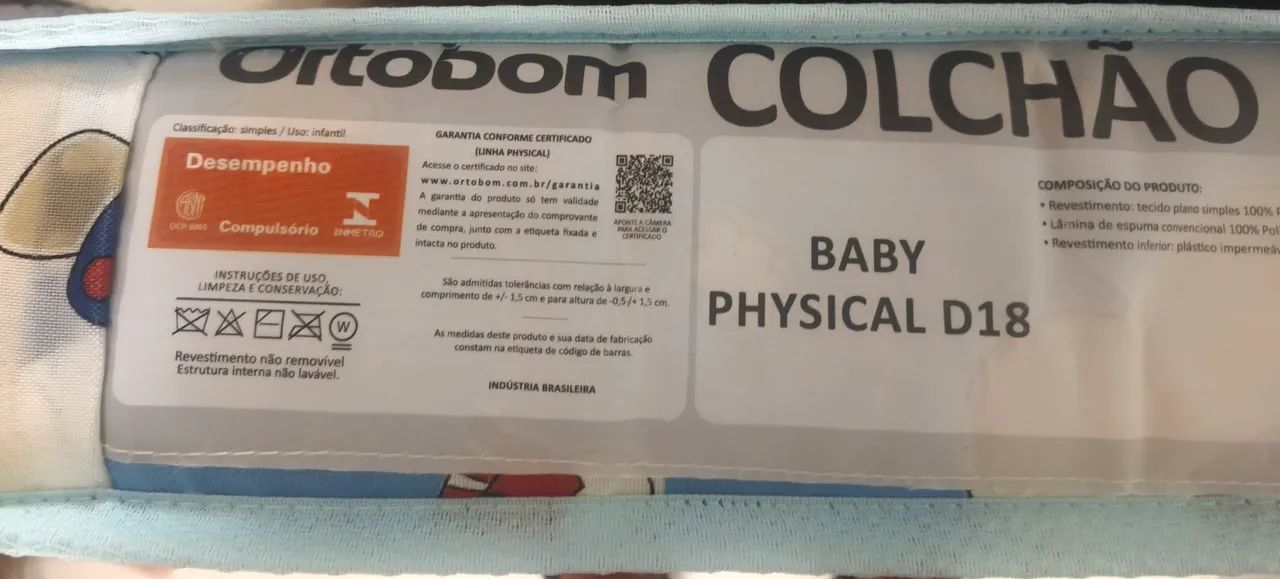 Ortobom
COLCHÃO
Classificação: simples / Uso: infantil
Desempenho
ABNT
OCP 0003
Compulsório
INMETRO
INSTRUÇÕES DE USO,
LIMPEZA E CONSERVAÇÃO:
W
Revestimento não removível
Estrutura interna não lavável.
GARANTIA CONFORME CERTIFICADO
(LINHA PHYSICAL)
Acesse o certificado no site:
www.ortobom.com.br/garantia
A garantia do produto só tem validade
mediante a apresentação do comprovante
de compra, junto com a etiqueta fixada e
intacta no produto.
APONTE A CÂMERA
PARA ACESSAR O
CERTIFICADO
São admitidas tolerâncias com relação à largura e
comprimento de +/- 1,5 cm e para altura de -0,5 /+ 1,5 cm.
As medidas deste produto e sua data de fabricação
constam na etiqueta de código de barras.
INDÚSTRIA BRASILEIRA
BABY
PHYSICAL D18
COMPOSIÇÃO DO PRODUTO:
• Revestimento: tecido plano simples 100%
• Lâmina de espuma convencional 100% Pol
• Revestimento inferior: plástico impermeáv